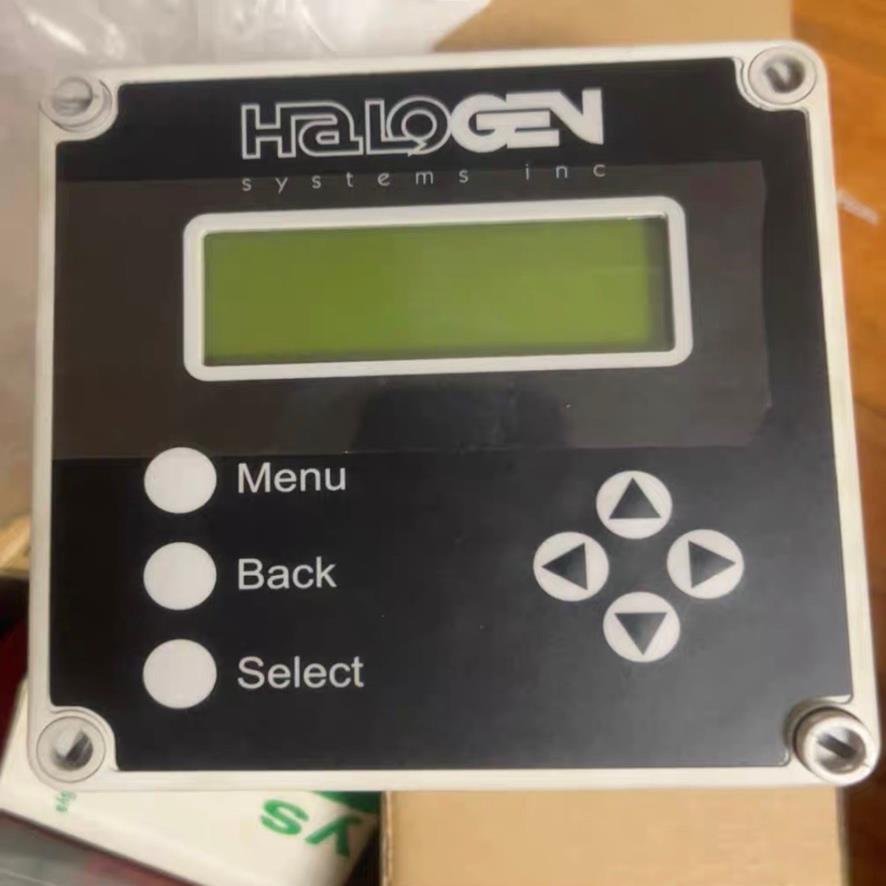 HaLoGEN
systems inc
Menu
Back
Select